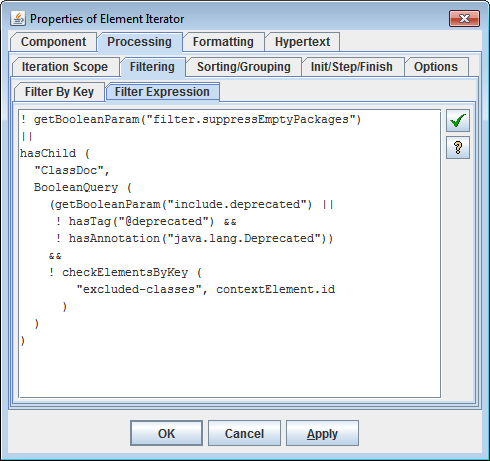 Properties of Element Iterator
Component Processing Formatting Hypertext
Iteration Scope Filtering Sorting/Grouping Init/Step/Finish Options
Filter By Key Filter Expression
! getBooleanParam("filter.suppressEmptyPackages")
||
hasChild (
  "ClassDoc",
  BooleanQuery (
    (getBooleanParam("include.deprecated") ||
     ! hasTag("@deprecated") &&
     ! hasAnnotation("java.lang.Deprecated"))
    &&
    ! checkElementsByKey (
        "excluded-classes", contextElement.id
      )
  )
)
OK Cancel Apply